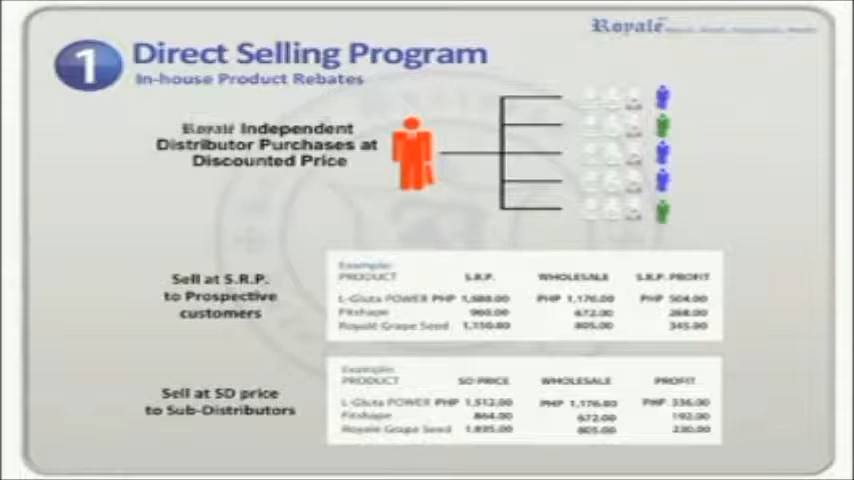 Royalé
1
Direct Selling Program
In-house Product Rebates
Royalé Independent
Distributor Purchases at
Discounted Price
Sell at S.R.P.
to Prospective
customers
Example:
PRODUCT S.R.P. WHOLESALE S.R.P. PROFIT
L-Gluta POWER PHP 1,680.00 PHP 1,176.00 PHP 504.00
Fitshape 960.00 672.00 288.00
Royalé Grape Seed 1,150.00 805.00 345.00
Sell at SD price
to Sub-Distributors
Example:
PRODUCT SD PRICE WHOLESALE PROFIT
L-Gluta POWER PHP 1,512.00 PHP 1,176.00 PHP 336.00
Fitshape 864.00 672.00 192.00
Royale Grape Seed 1,035.00 805.00 230.00